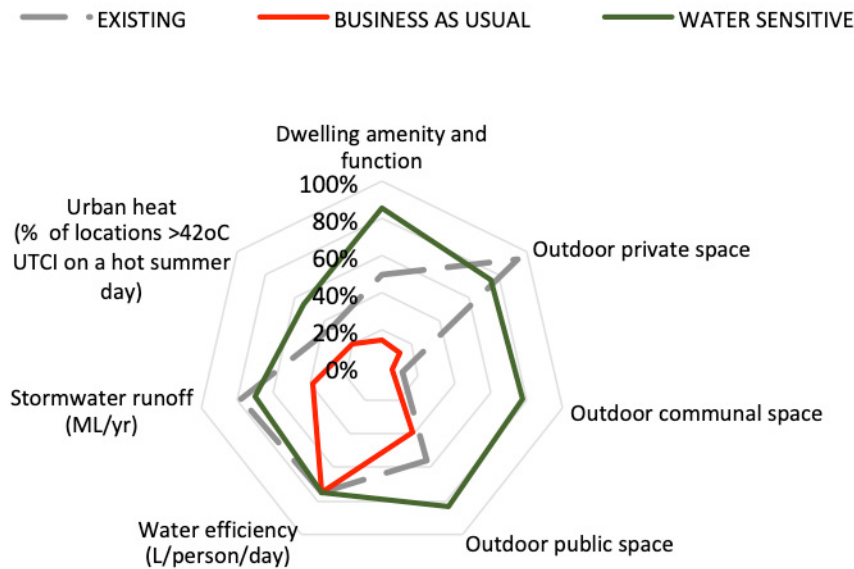 EXISTING
BUSINESS AS USUAL
WATER SENSITIVE
Dwelling amenity and
function
100%
80%
60%
40%
20%
0%
Outdoor private space
Outdoor communal space
Outdoor public space
Water efficiency
(L/person/day)
Stormwater runoff
(ML/yr)
Urban heat
(% of locations >42oC
UTCI on a hot summer
day)